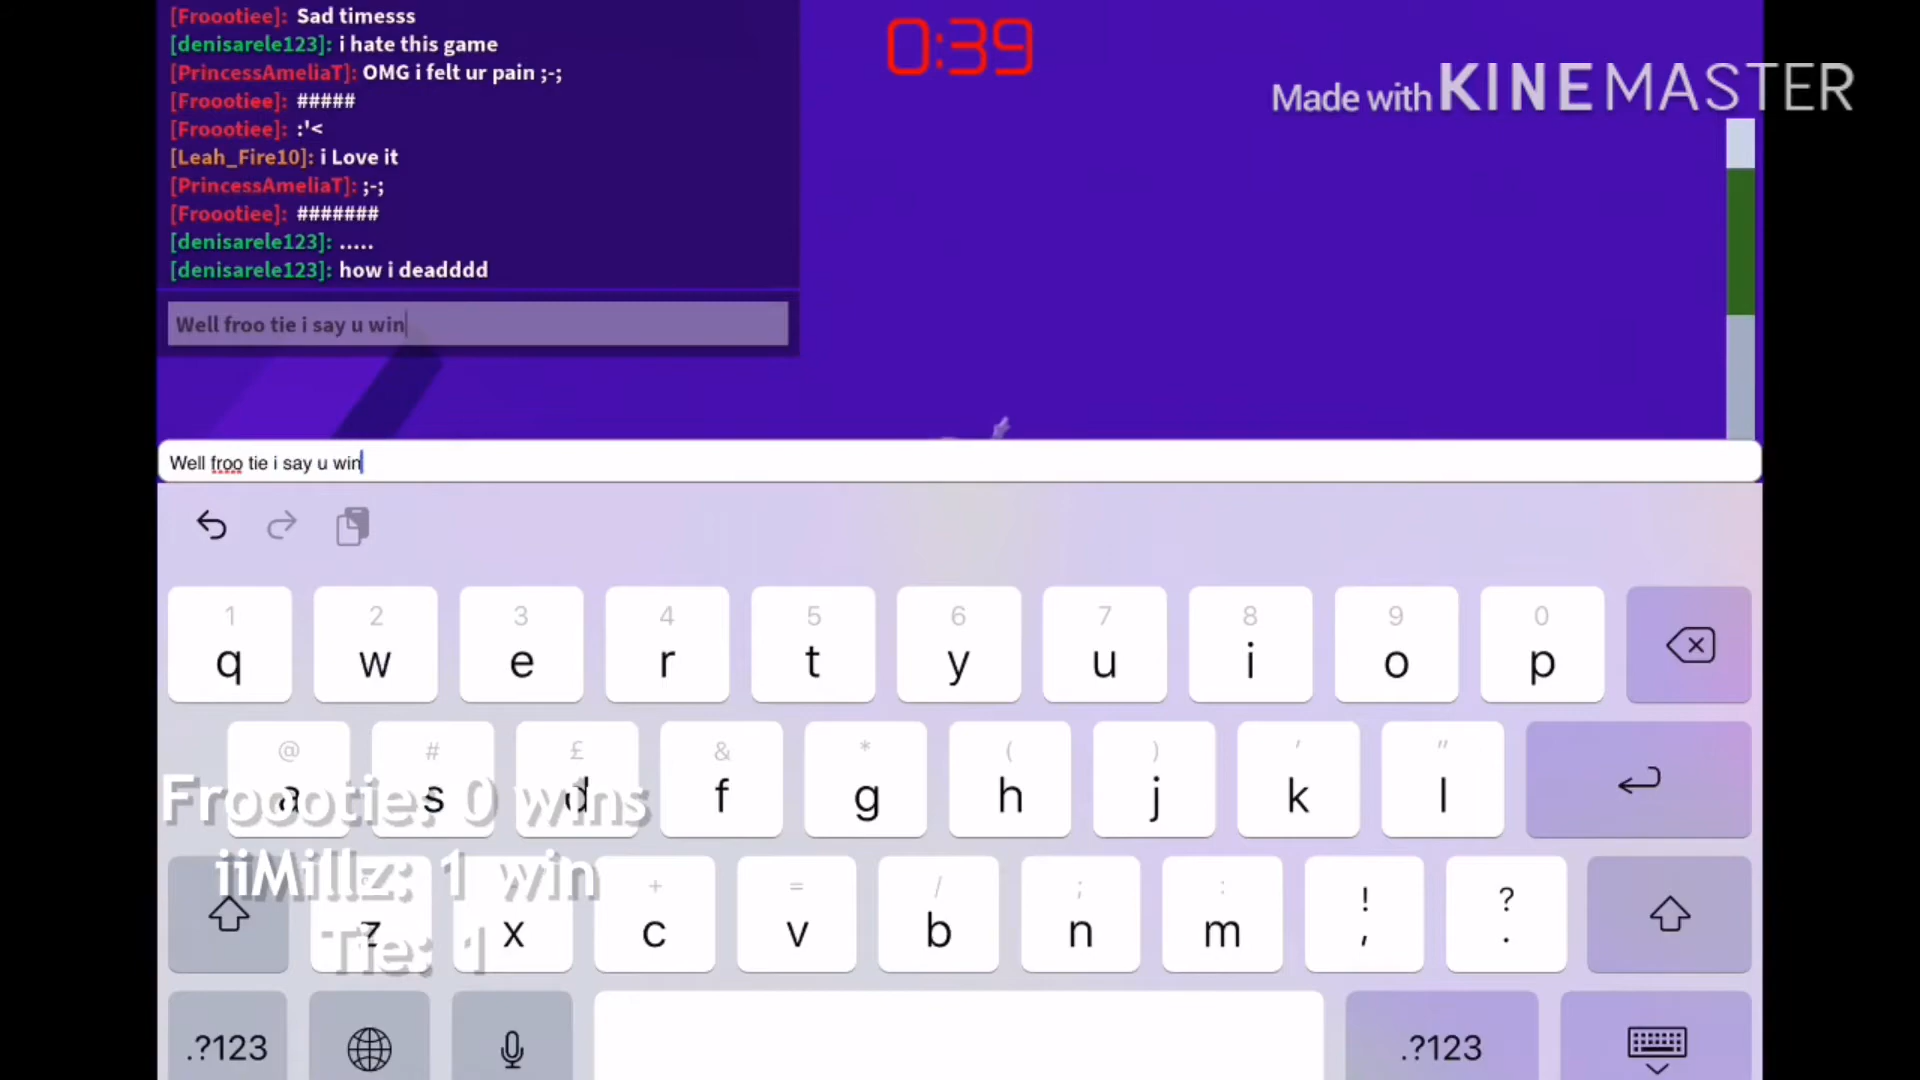 [Froootiee]: Sad timesss
[denisarele123]: i hate this game
[PrincessAmeliaT]: OMG i felt ur pain ;-;
[Froootiee]: #####
[Froootiee]: :'<
[Leah_Fire10]: i Love it
[PrincessAmeliaT]: ;-;
[Froootiee]: #######
[denisarele123]: .....
[denisarele123]: how i deadddd
0:39
Made with KINEMASTER
Well froo tie i say u win
Well froo tie i say u win
1 2 3 4 5 6 7 8 9 0
q w e r t y u i o p
@ # £ & * ( ) ' "
a s d f g h j k l
Froootie: 0 wins
iiMillz: 1 win
Tie: 1
+ = / ; : ! ?
z x c v b n m , .
.?123 .?123